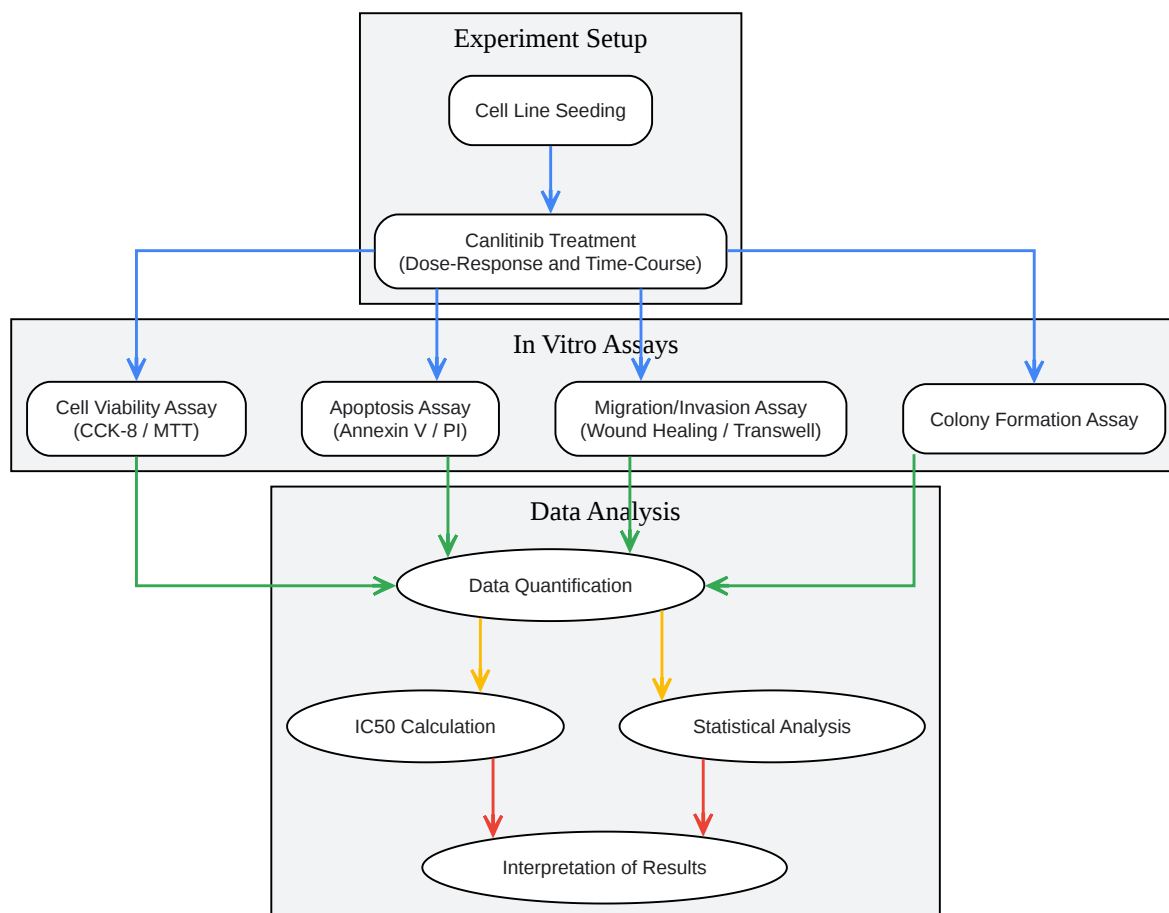 Experiment Setup
Cell Line Seeding
Canlitinib Treatment
(Dose-Response and Time-Course)
In Vitro Assays
Cell Viability Assay
(CCK-8 / MTT)
Apoptosis Assay
(Annexin V / PI)
Migration/Invasion Assay
(Wound Healing / Transwell)
Colony Formation Assay
Data Analysis
Data Quantification
IC50 Calculation
Statistical Analysis
Interpretation of Results